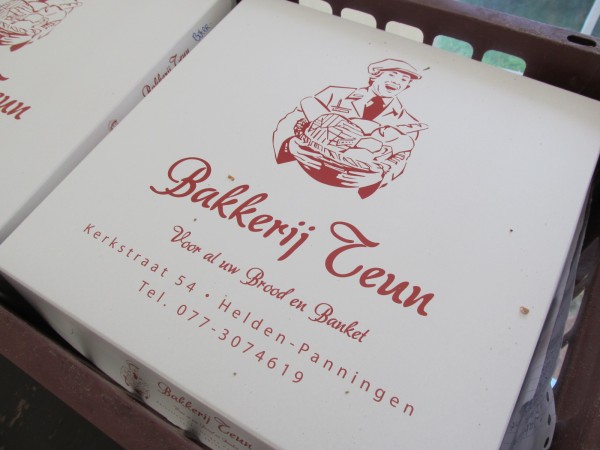 Bakkerij Teun
Voor al uw Brood en Banket
Kerkstraat 54 • Helden-Panningen
Tel. 077-3074619
Bakkerij Teun